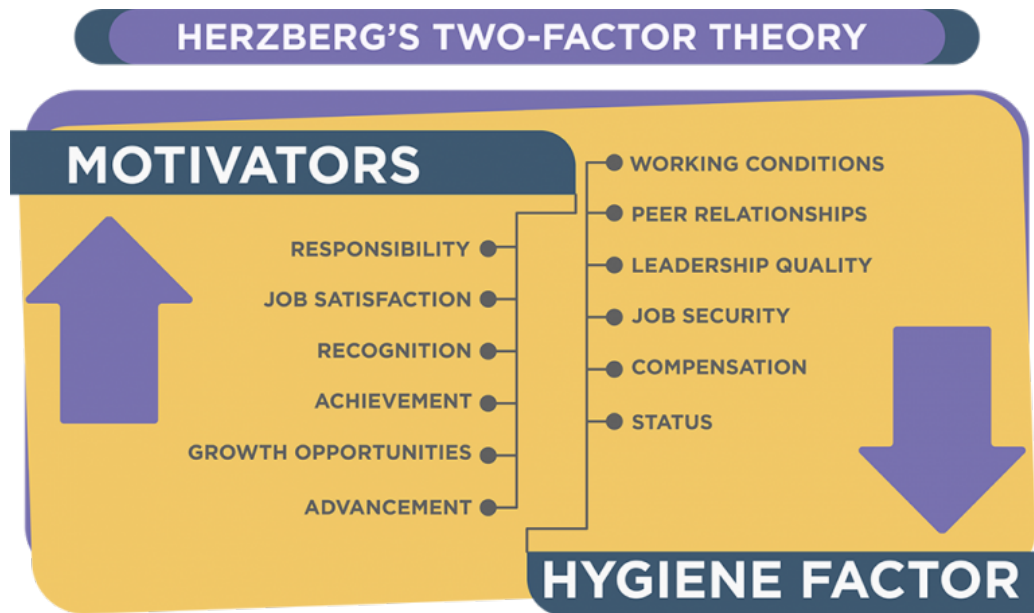 HERZBERG'S TWO-FACTOR THEORY
MOTIVATORS
RESPONSIBILITY
JOB SATISFACTION
RECOGNITION
ACHIEVEMENT
GROWTH OPPORTUNITIES
ADVANCEMENT
WORKING CONDITIONS
PEER RELATIONSHIPS
LEADERSHIP QUALITY
JOB SECURITY
COMPENSATION
STATUS
HYGIENE FACTOR